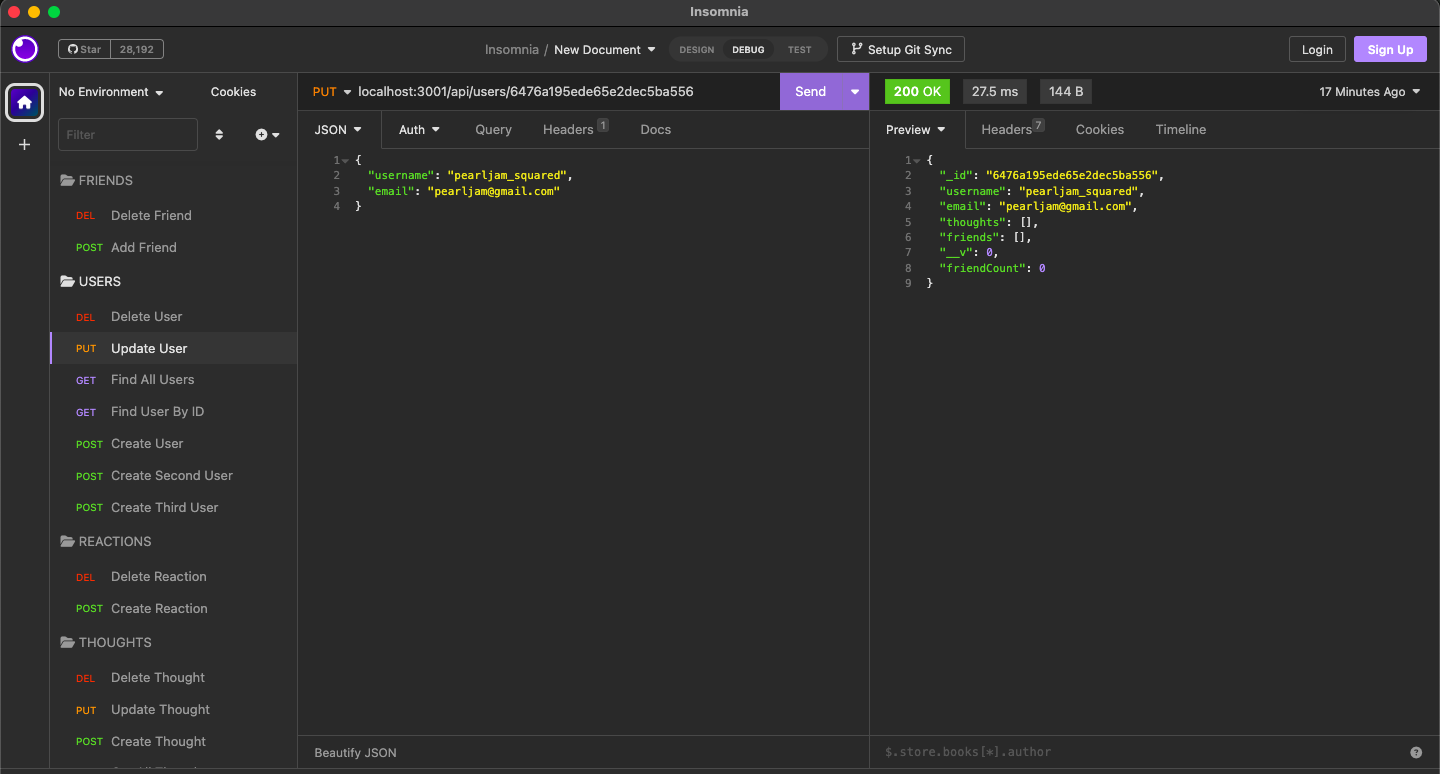 Insomnia
Star 28,192
Insomnia / New Document
DESIGN DEBUG TEST
Setup Git Sync
Login
Sign Up
No Environment
Cookies
Filter
FRIENDS
DEL Delete Friend
POST Add Friend
USERS
DEL Delete User
PUT Update User
GET Find All Users
GET Find User By ID
POST Create User
POST Create Second User
POST Create Third User
REACTIONS
DEL Delete Reaction
POST Create Reaction
THOUGHTS
DEL Delete Thought
PUT Update Thought
POST Create Thought
PUT localhost:3001/api/users/6476a195ede65e2dec5ba556
Send
JSON Auth Query Headers 1 Docs
1 {
2 "username": "pearljam_squared",
3 "email": "pearljam@gmail.com"
4 }
Beautify JSON
200 OK 27.5 ms 144 B 17 Minutes Ago
Preview Headers 7 Cookies Timeline
1 {
2 "_id": "6476a195ede65e2dec5ba556",
3 "username": "pearljam_squared",
4 "email": "pearljam@gmail.com",
5 "thoughts": [],
6 "friends": [],
7 "__v": 0,
8 "friendCount": 0
9 }
$.store.books[*].author